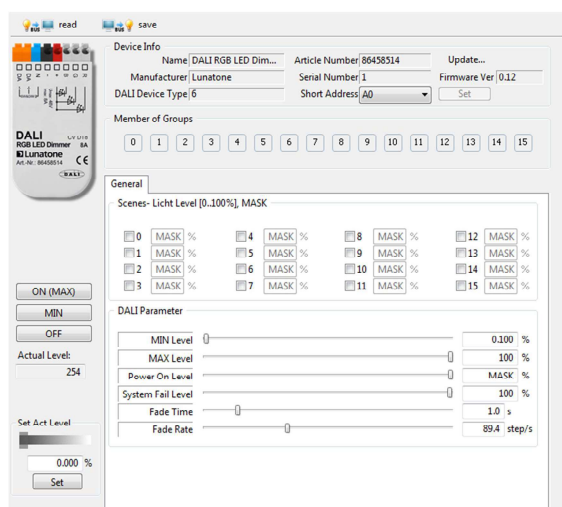 read save
Device Info
Name DALI RGB LED Dim... Article Number 86458514 Update...
Manufacturer Lunatone Serial Number 1 Firmware Ver 0.12
DALI Device Type 6 Short Address A0 Set
Member of Groups
0 1 2 3 4 5 6 7 8 9 10 11 12 13 14 15
DALI
RGB LED Dimmer 8A
Lunatone
Art.-Nr.: 86458514 CE
DALI
General
Scenes- Licht Level [0..100%], MASK
0 MASK % 4 MASK % 8 MASK % 12 MASK %
1 MASK % 5 MASK % 9 MASK % 13 MASK %
2 MASK % 6 MASK % 10 MASK % 14 MASK %
3 MASK % 7 MASK % 11 MASK % 15 MASK %
ON (MAX)
MIN
OFF
Actual Level:
254
DALI Parameter
MIN Level 0.100 %
MAX Level 100 %
Power On Level MASK %
System Fail Level 100 %
Fade Time 1.0 s
Fade Rate 89.4 step/s
Set Act Level
0.000 %
Set